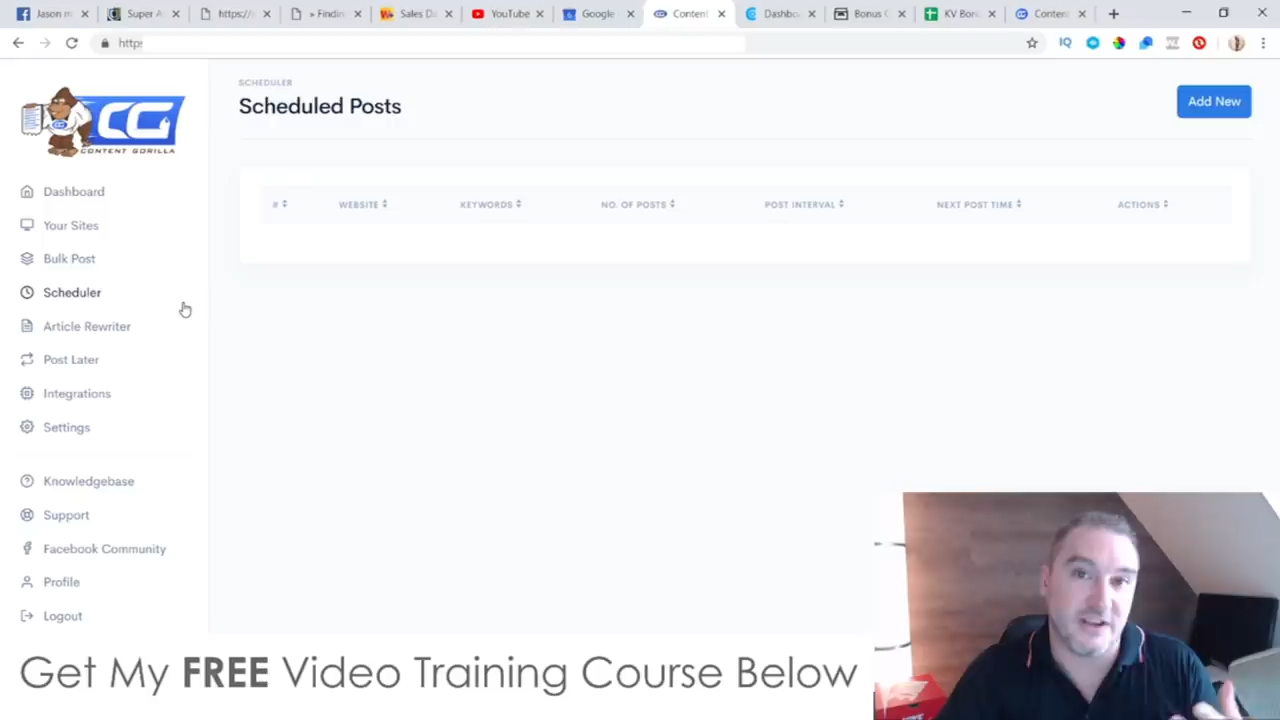 Jason m
Super A
https://
» Findin
Sales Da
YouTube
Google
Content
Dashbo
Bonus
KV Bon
Conten
https
CG
CONTENT GORILLA
Dashboard
Your Sites
Bulk Post
Scheduler
Article Rewriter
Post Later
Integrations
Settings
Knowledgebase
Support
Facebook Community
Profile
Logout
SCHEDULER
Scheduled Posts
Add New
# WEBSITE KEYWORDS NO. OF POSTS POST INTERVAL NEXT POST TIME ACTIONS
Get My FREE Video Training Course Below